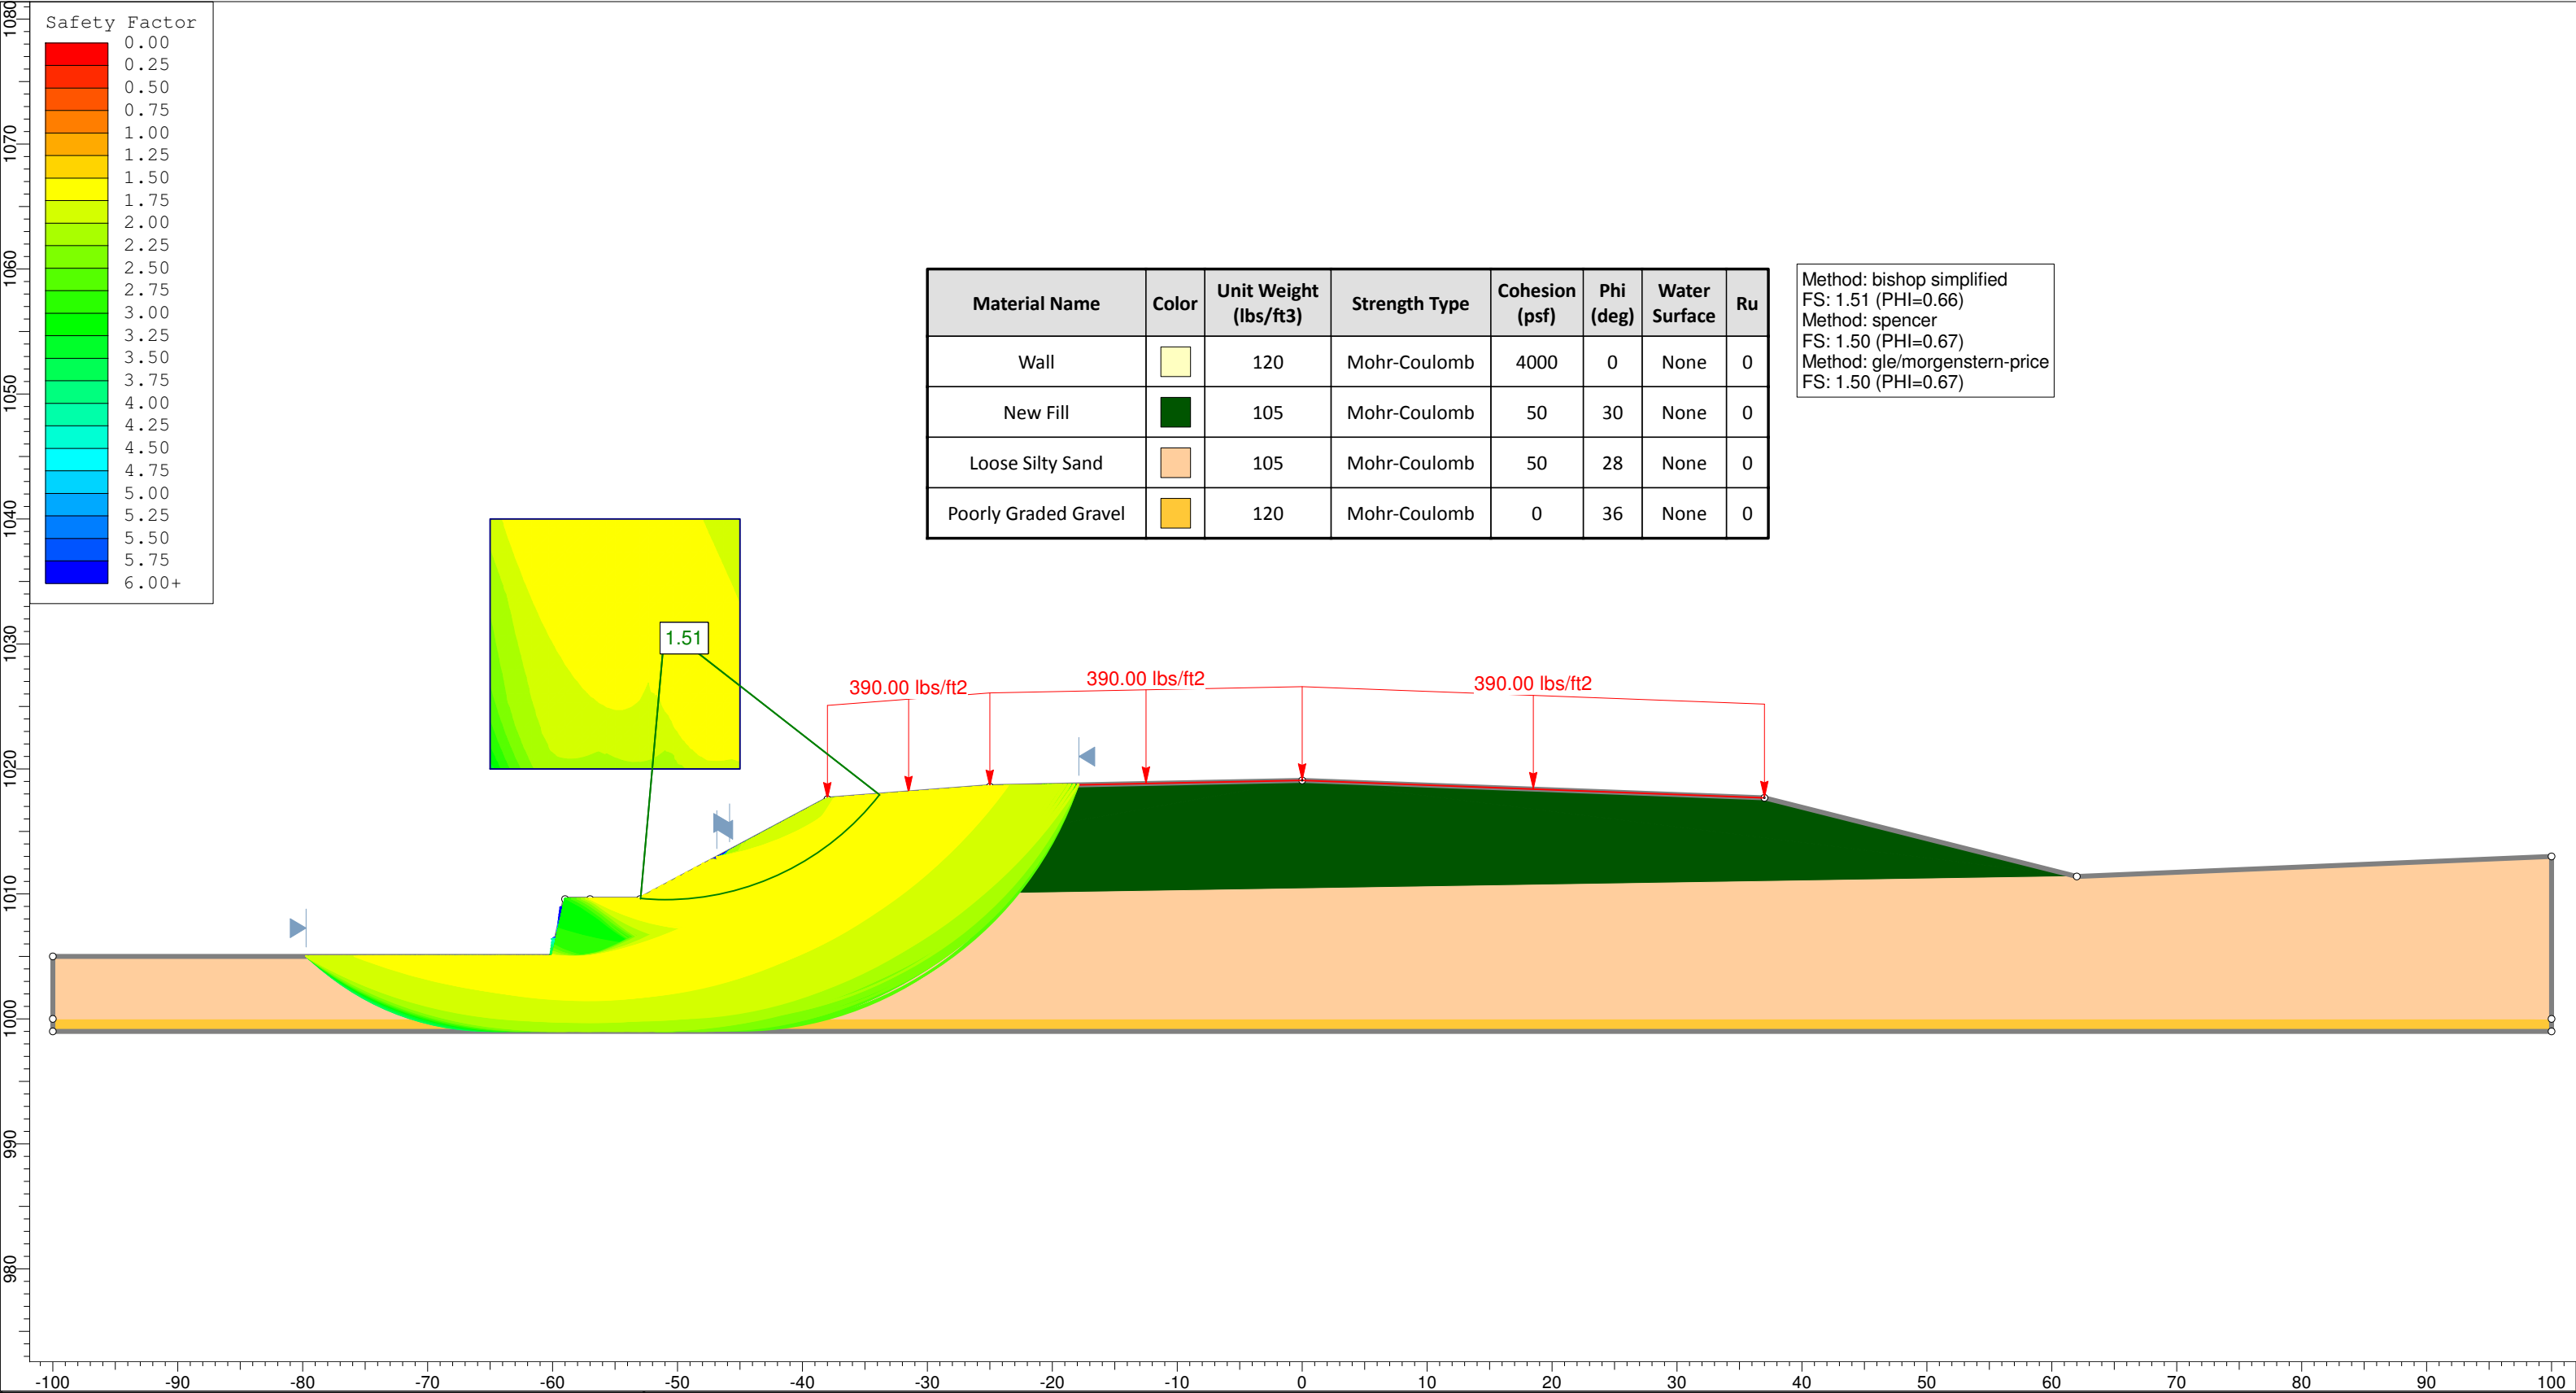 Safety Factor
0.00
0.25
0.50
0.75
1.00
1.25
1.50
1.75
2.00
2.25
2.50
2.75
3.00
3.25
3.50
3.75
4.00
4.25
4.50
4.75
5.00
5.25
5.50
5.75
6.00+
Material Name Color Unit Weight (lbs/ft3) Strength Type Cohesion (psf) Phi (deg) Water Surface Ru
Wall 120 Mohr-Coulomb 4000 0 None 0
New Fill 105 Mohr-Coulomb 50 30 None 0
Loose Silty Sand 105 Mohr-Coulomb 50 28 None 0
Poorly Graded Gravel 120 Mohr-Coulomb 0 36 None 0
Method: bishop simplified
FS: 1.51 (PHI=0.66)
Method: spencer
FS: 1.50 (PHI=0.67)
Method: gle/morgenstern-price
FS: 1.50 (PHI=0.67)
1.51
390.00 lbs/ft2
390.00 lbs/ft2
390.00 lbs/ft2
1080
1070
1060
1050
1040
1030
1020
1010
1000
990
980
-100 -90 -80 -70 -60 -50 -40 -30 -20 -10 0 10 20 30 40 50 60 70 80 90 100